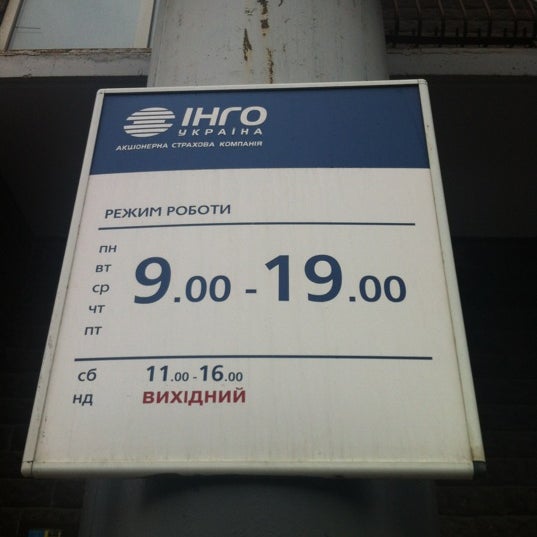 ІНГО
УКРАЇНА
АКЦІОНЕРНА СТРАХОВА КОМПАНІЯ
РЕЖИМ РОБОТИ
ПН
ВТ
СР
ЧТ
ПТ
9.00 - 19.00
СБ 11.00 - 16.00
НД ВИХІДНИЙ